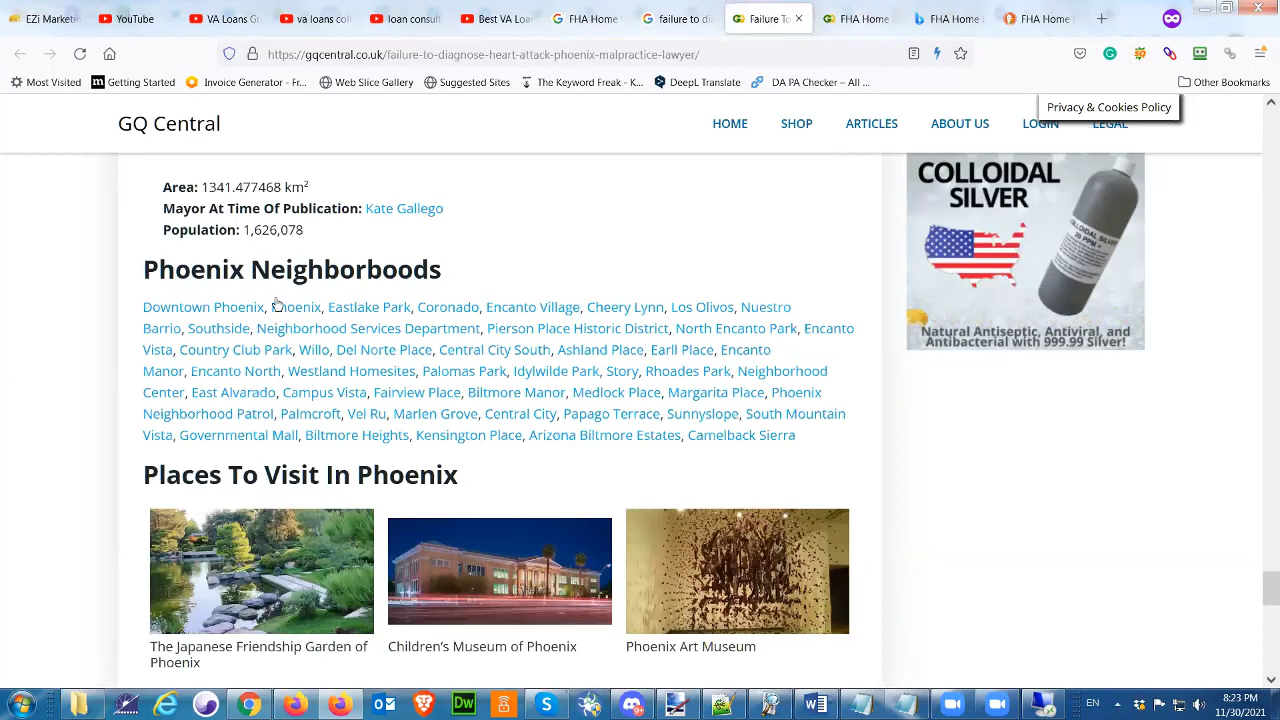 EZi Marketi
YouTube
VA Loans Gr
va loans co
loan consult
Best VA Loa
FHA Home
failure to dia
Failure To
FHA Home
FHA Home L
FHA Home L
https://gqcentral.co.uk/failure-to-diagnose-heart-attack-phoenix-malpractice-lawyer/
Most Visited
Getting Started
Invoice Generator - Fr...
Web Slice Gallery
Suggested Sites
The Keyword Freak - K...
DeepL Translate
DA PA Checker – All ...
Other Bookmarks
Privacy & Cookies Policy
GQ Central
HOME
SHOP
ARTICLES
ABOUT US
LOGIN
LEGAL
Area: 1341.477468 km²
Mayor At Time Of Publication: Kate Gallego
Population: 1,626,078
Phoenix Neighborboods
Downtown Phoenix, Phoenix, Eastlake Park, Coronado, Encanto Village, Cheery Lynn, Los Olivos, Nuestro
Barrio, Southside, Neighborhood Services Department, Pierson Place Historic District, North Encanto Park, Encanto
Vista, Country Club Park, Willo, Del Norte Place, Central City South, Ashland Place, Earll Place, Encanto
Manor, Encanto North, Westland Homesites, Palomas Park, Idylwilde Park, Story, Rhoades Park, Neighborhood
Center, East Alvarado, Campus Vista, Fairview Place, Biltmore Manor, Medlock Place, Margarita Place, Phoenix
Neighborhood Patrol, Palmcroft, Vel Ru, Marlen Grove, Central City, Papago Terrace, Sunnyslope, South Mountain
Vista, Governmental Mall, Biltmore Heights, Kensington Place, Arizona Biltmore Estates, Camelback Sierra
Places To Visit In Phoenix
The Japanese Friendship Garden of
Phoenix
Children's Museum of Phoenix
Phoenix Art Museum
COLLOIDAL
SILVER
COLLOIDAL
SILVER
20 PPM
Natural Antiseptic, Antiviral, and
Antibacterial with 999.99 Silver!
EN
8:23 PM
11/30/2021